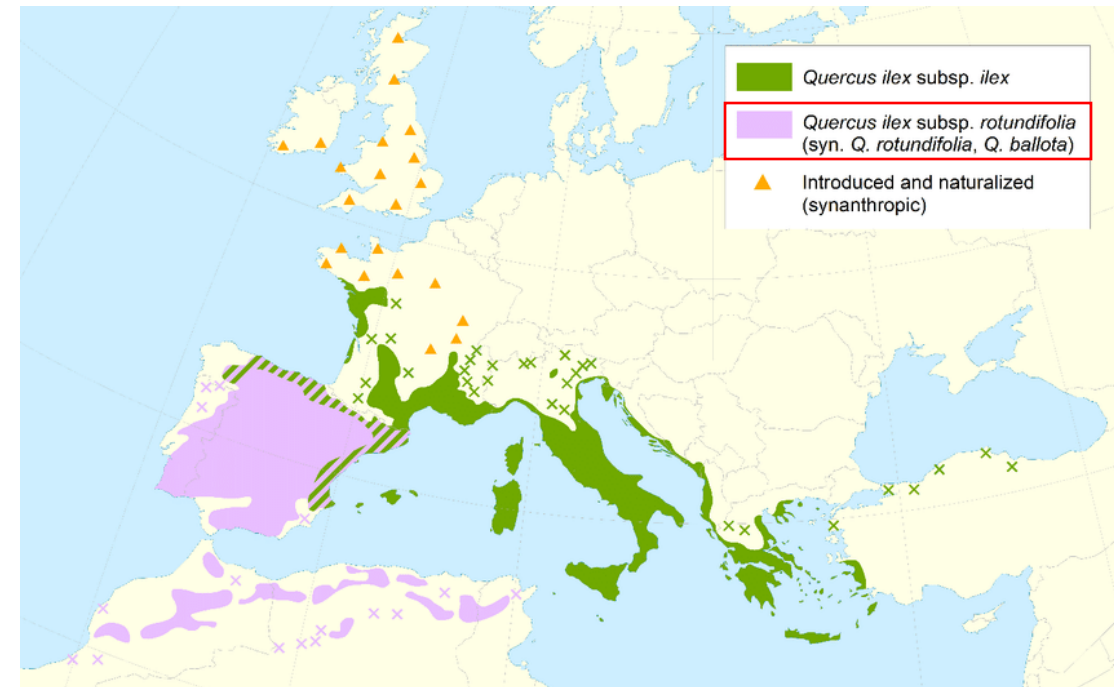 Quercus ilex subsp. ilex
Quercus ilex subsp. rotundifolia
(syn. Q. rotundifolia, Q. ballota)
Introduced and naturalized
(synanthropic)